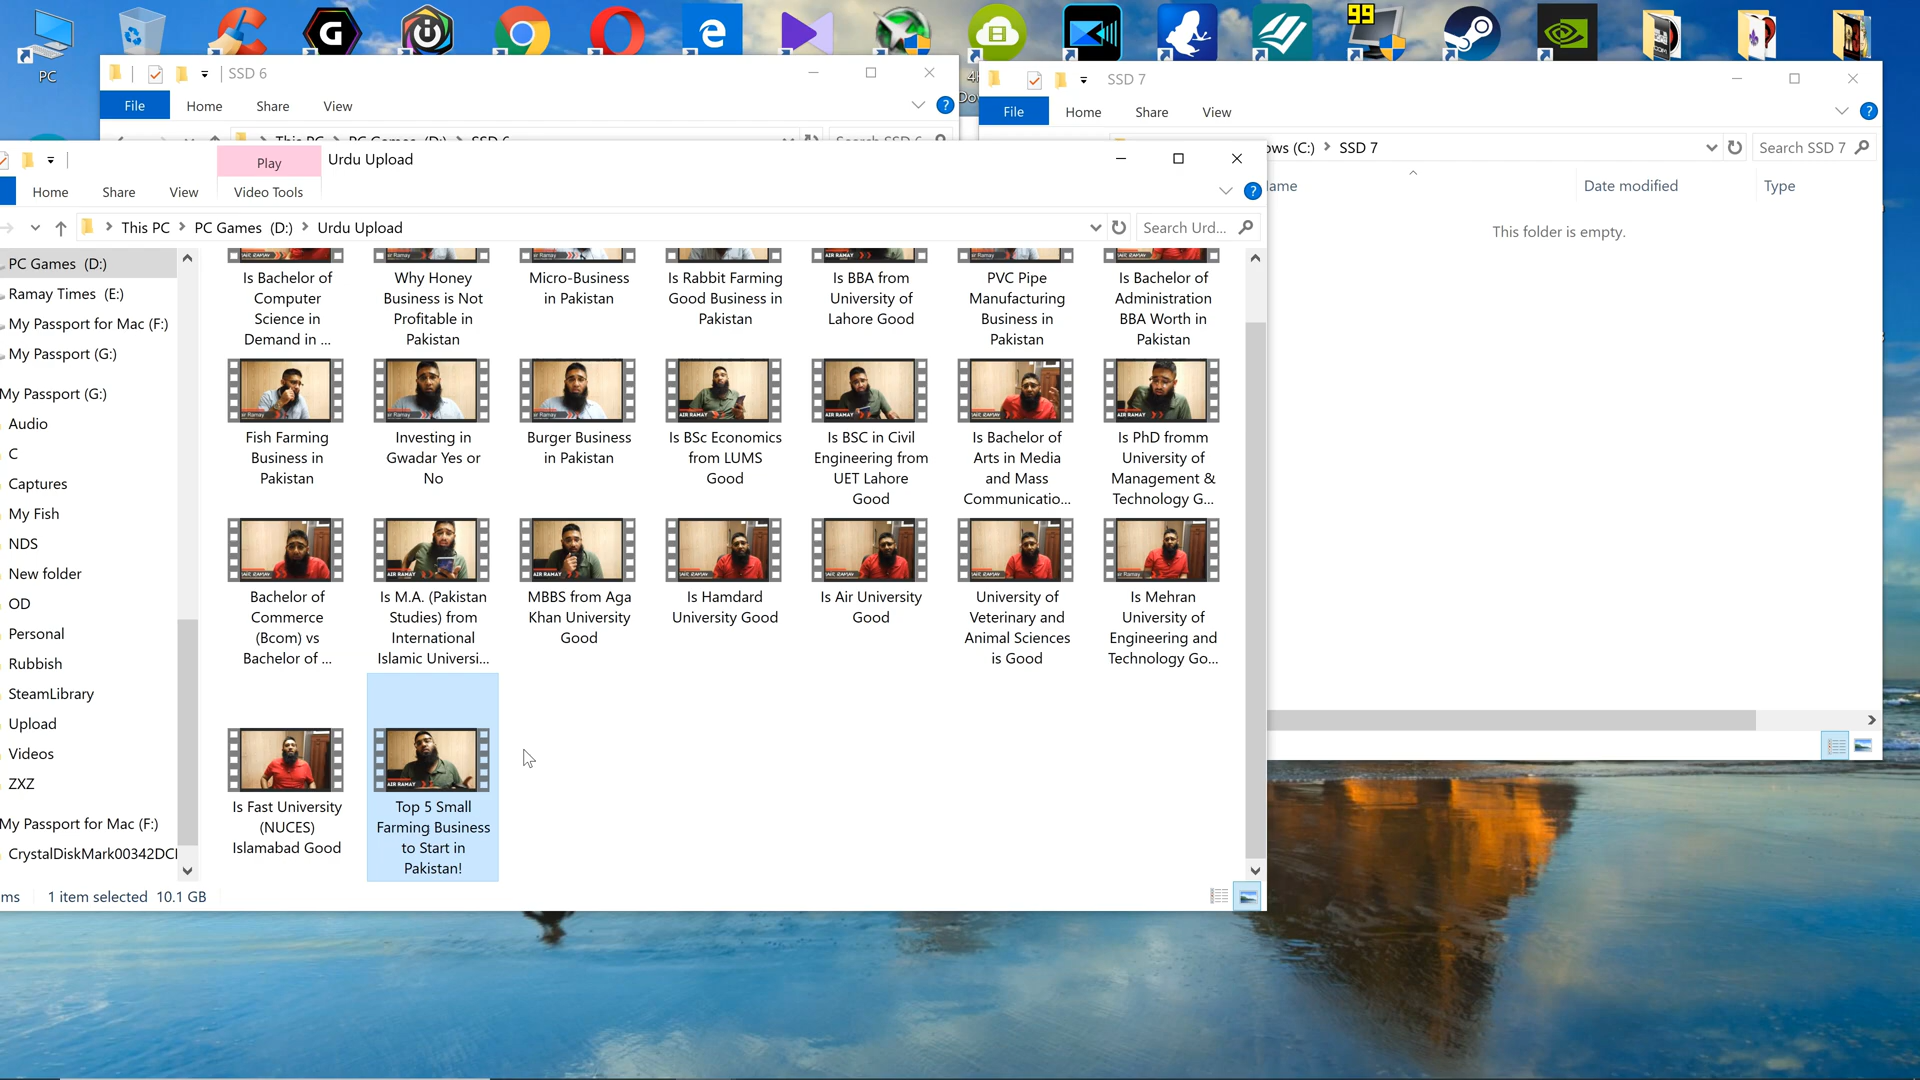 PC
99
SSD 6
File
Home
Share
View
SSD 7
File
Home
Share
View
ows (C:) > SSD 7
Search SSD 7
Date modified
Type
This folder is empty.
Play
Urdu Upload
Home
Share
View
Video Tools
This PC > PC Games (D:) > Urdu Upload
Search Urd...
PC Games (D:)
Ramay Times (E:)
My Passport for Mac (F:)
My Passport (G:)
My Passport (G:)
Audio
C
Captures
My Fish
NDS
New folder
OD
Personal
Rubbish
SteamLibrary
Upload
Videos
ZXZ
My Passport for Mac (F:)
CrystalDiskMark00342DC
Is Bachelor of
Computer
Science in
Demand in ...
Why Honey
Business is Not
Profitable in
Pakistan
Micro-Business
in Pakistan
Is Rabbit Farming
Good Business in
Pakistan
Is BBA from
University of
Lahore Good
PVC Pipe
Manufacturing
Business in
Pakistan
Is Bachelor of
Administration
BBA Worth in
Pakistan
Fish Farming
Business in
Pakistan
Investing in
Gwadar Yes or
No
Burger Business
in Pakistan
Is BSc Economics
from LUMS
Good
Is BSC in Civil
Engineering from
UET Lahore
Good
Is Bachelor of
Arts in Media
and Mass
Communicatio...
Is PhD fromm
University of
Management &
Technology G...
Bachelor of
Commerce
(Bcom) vs
Bachelor of ...
Is M.A. (Pakistan
Studies) from
International
Islamic Universi...
MBBS from Aga
Khan University
Good
Is Hamdard
University Good
Is Air University
Good
University of
Veterinary and
Animal Sciences
is Good
Is Mehran
University of
Engineering and
Technology Go...
Is Fast University
(NUCES)
Islamabad Good
Top 5 Small
Farming Business
to Start in
Pakistan!
ms
1 item selected 10.1 GB